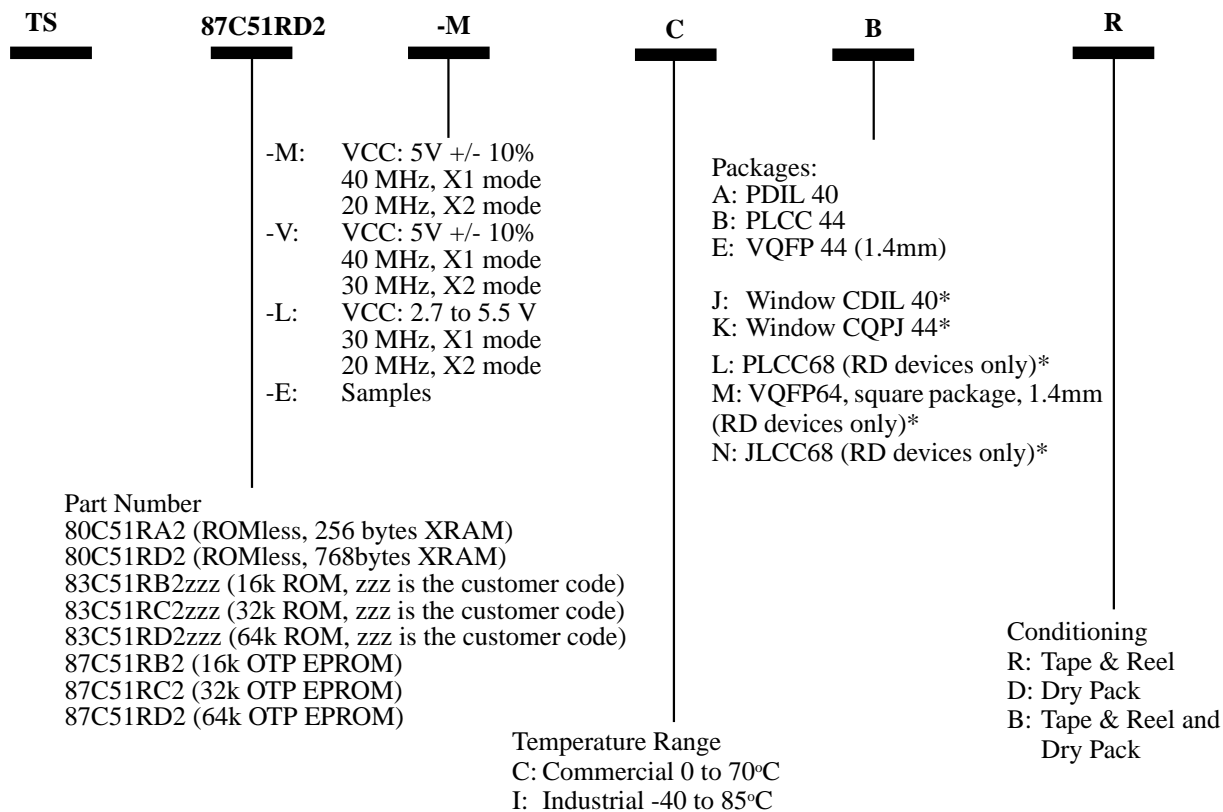 TS 87C51RD2 -M C B R
-M: VCC: 5V +/- 10%
40 MHz, X1 mode
20 MHz, X2 mode
-V: VCC: 5V +/- 10%
40 MHz, X1 mode
30 MHz, X2 mode
-L: VCC: 2.7 to 5.5 V
30 MHz, X1 mode
20 MHz, X2 mode
-E: Samples
Packages:
A: PDIL 40
B: PLCC 44
E: VQFP 44 (1.4mm)
J: Window CDIL 40*
K: Window CQPJ 44*
L: PLCC68 (RD devices only)*
M: VQFP64, square package, 1.4mm
(RD devices only)*
N: JLCC68 (RD devices only)*
Part Number
80C51RA2 (ROMless, 256 bytes XRAM)
80C51RD2 (ROMless, 768bytes XRAM)
83C51RB2zzz (16k ROM, zzz is the customer code)
83C51RC2zzz (32k ROM, zzz is the customer code)
83C51RD2zzz (64k ROM, zzz is the customer code)
87C51RB2 (16k OTP EPROM)
87C51RC2 (32k OTP EPROM)
87C51RD2 (64k OTP EPROM)
Temperature Range
C: Commercial 0 to 70°C
I: Industrial -40 to 85°C
Conditioning
R: Tape & Reel
D: Dry Pack
B: Tape & Reel and
Dry Pack